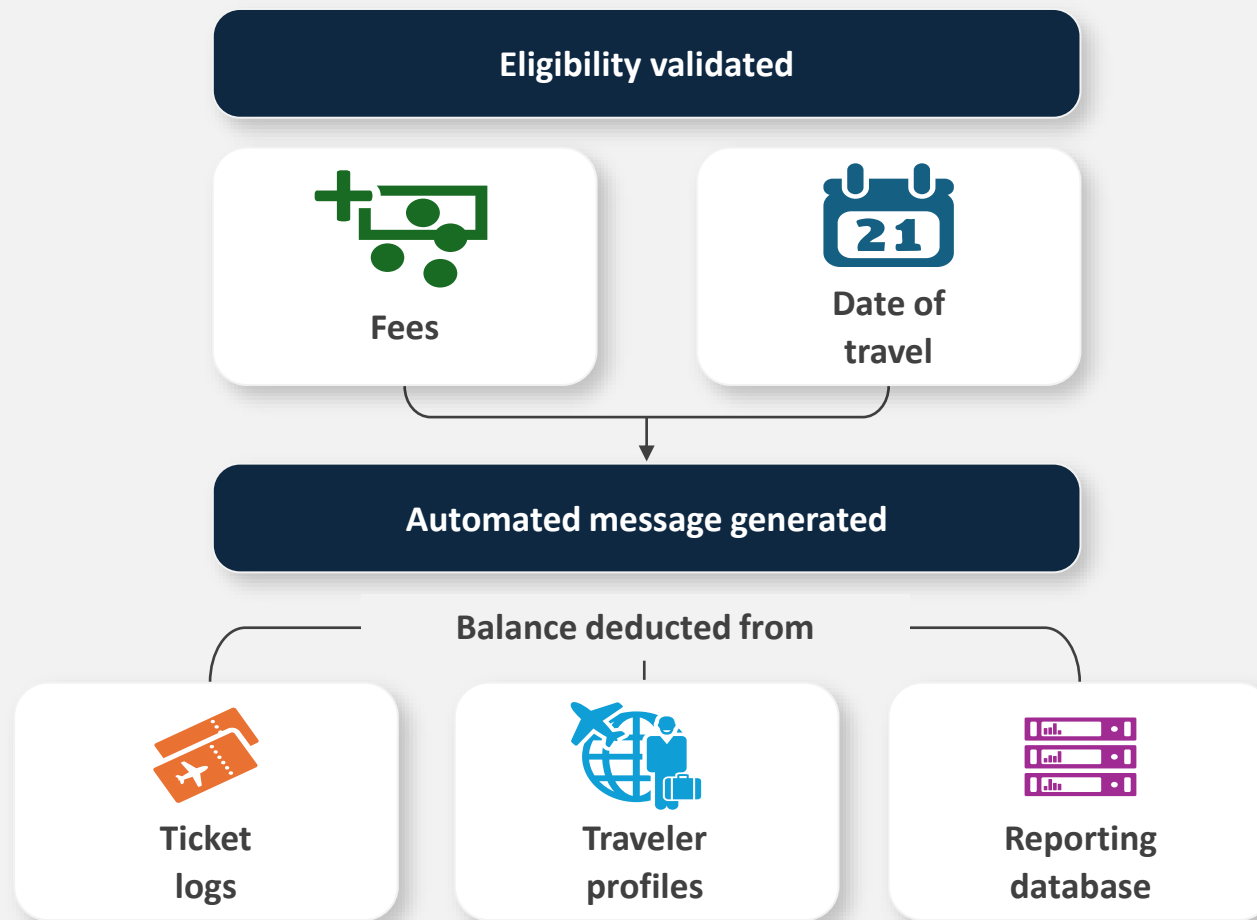 Eligibility validated
Fees
21
Date of
travel
Automated message generated
Balance deducted from
Ticket
logs
Traveler
profiles
Reporting
database